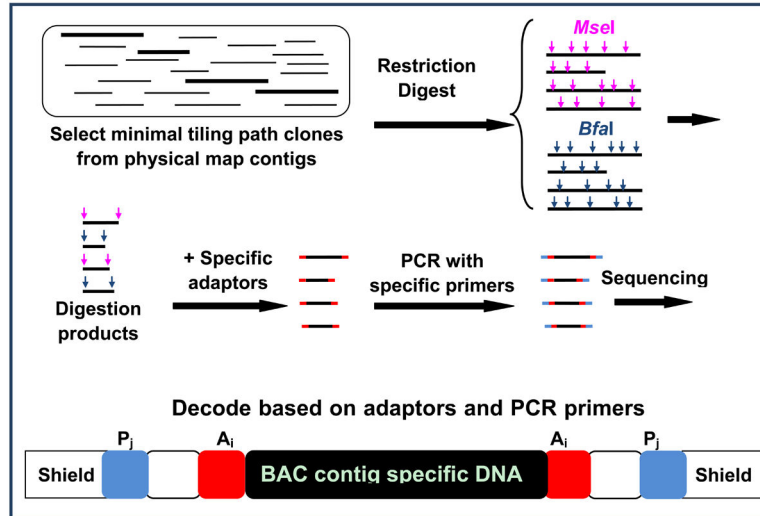 MseI
Restriction
Digest
Select minimal tiling path clones
from physical map contigs
BfaI
+ Specific
adaptors
PCR with
specific primers
Sequencing
Digestion
products
Decode based on adaptors and PCR primers
Pj
Ai
Ai
Pj
Shield
BAC contig specific DNA
Shield